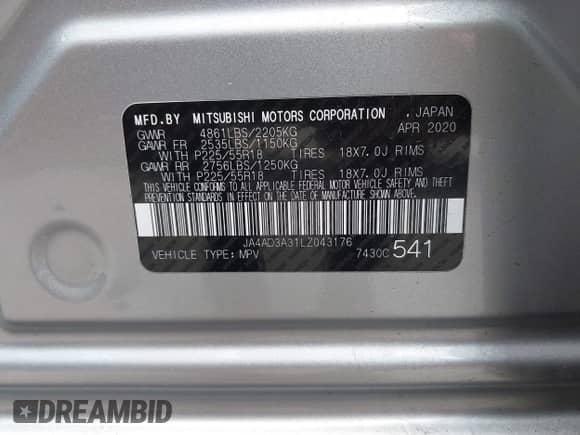 MFD.BY MITSUBISHI MOTORS CORPORATION , JAPAN
GVWR 4861LBS/2205KG APR 2020
GAWR FR 2535LBS/1150KG
WITH P225/55R18 TIRES 18X7.0J RIMS
GAWR RR 2756LBS/1250KG
WITH P225/55R18 TIRES 18X7.0J RIMS
THIS VEHICLE CONFORMS TO ALL APPLICABLE FEDERAL MOTOR VEHICLE SAFETY AND
THEFT PREVENTION STANDARDS IN EFFECT ON THE DATE OF MANUFACTURE SHOWN ABOVE.
JA4AD3A31LZ043176
VEHICLE TYPE: MPV 7430C 541
DREAMBID